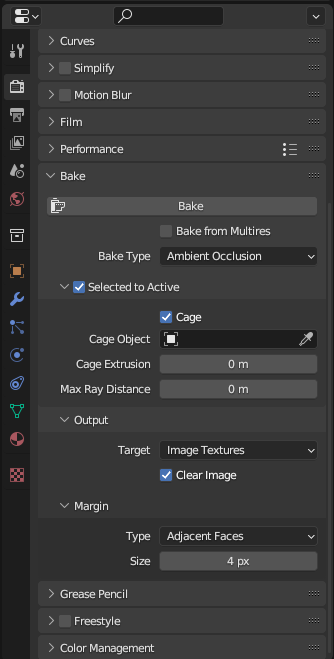 Curves
Simplify
Motion Blur
Film
Performance
Bake
Bake
Bake from Multires
Bake Type Ambient Occlusion
Selected to Active
Cage
Cage Object
Cage Extrusion 0 m
Max Ray Distance 0 m
Output
Target Image Textures
Clear Image
Margin
Type Adjacent Faces
Size 4 px
Grease Pencil
Freestyle
Color Management